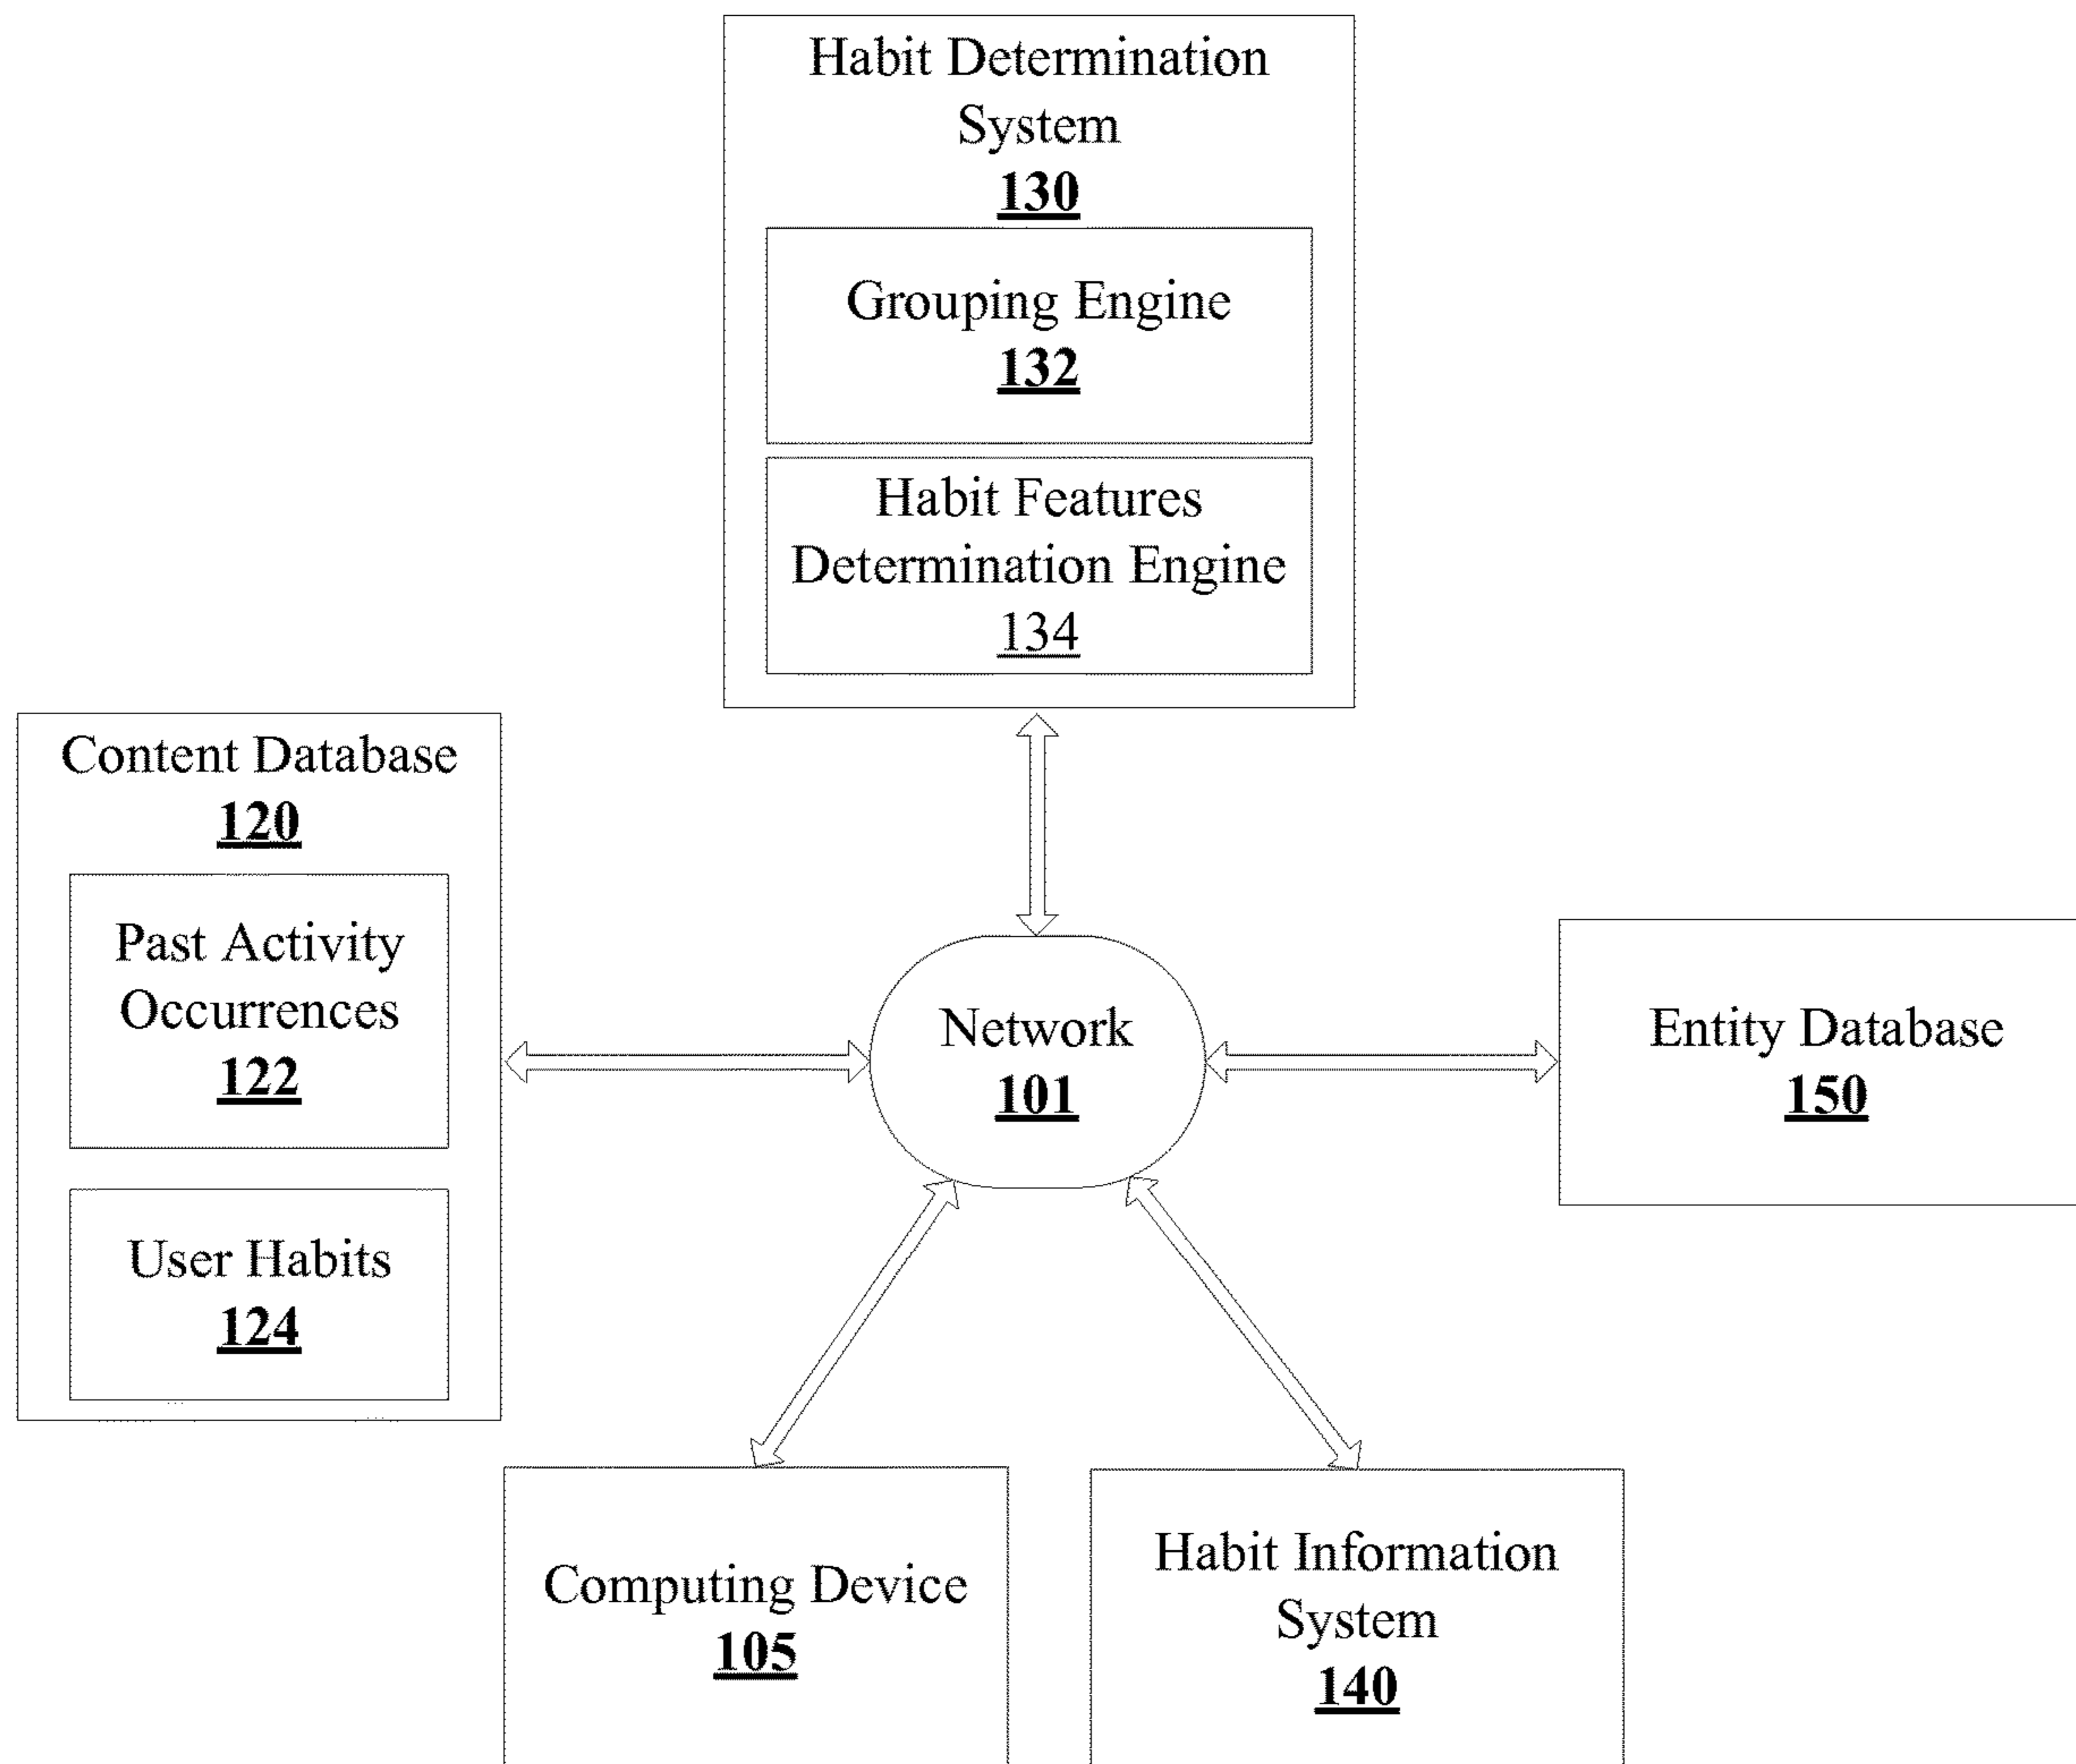 Habit Determination
System
130
Grouping Engine
132
Habit Features
Determination Engine
134
Content Database
120
Past Activity
Occurrences
122
User Habits
124
Network
101
Entity Database
150
Computing Device
105
Habit Information
System
140